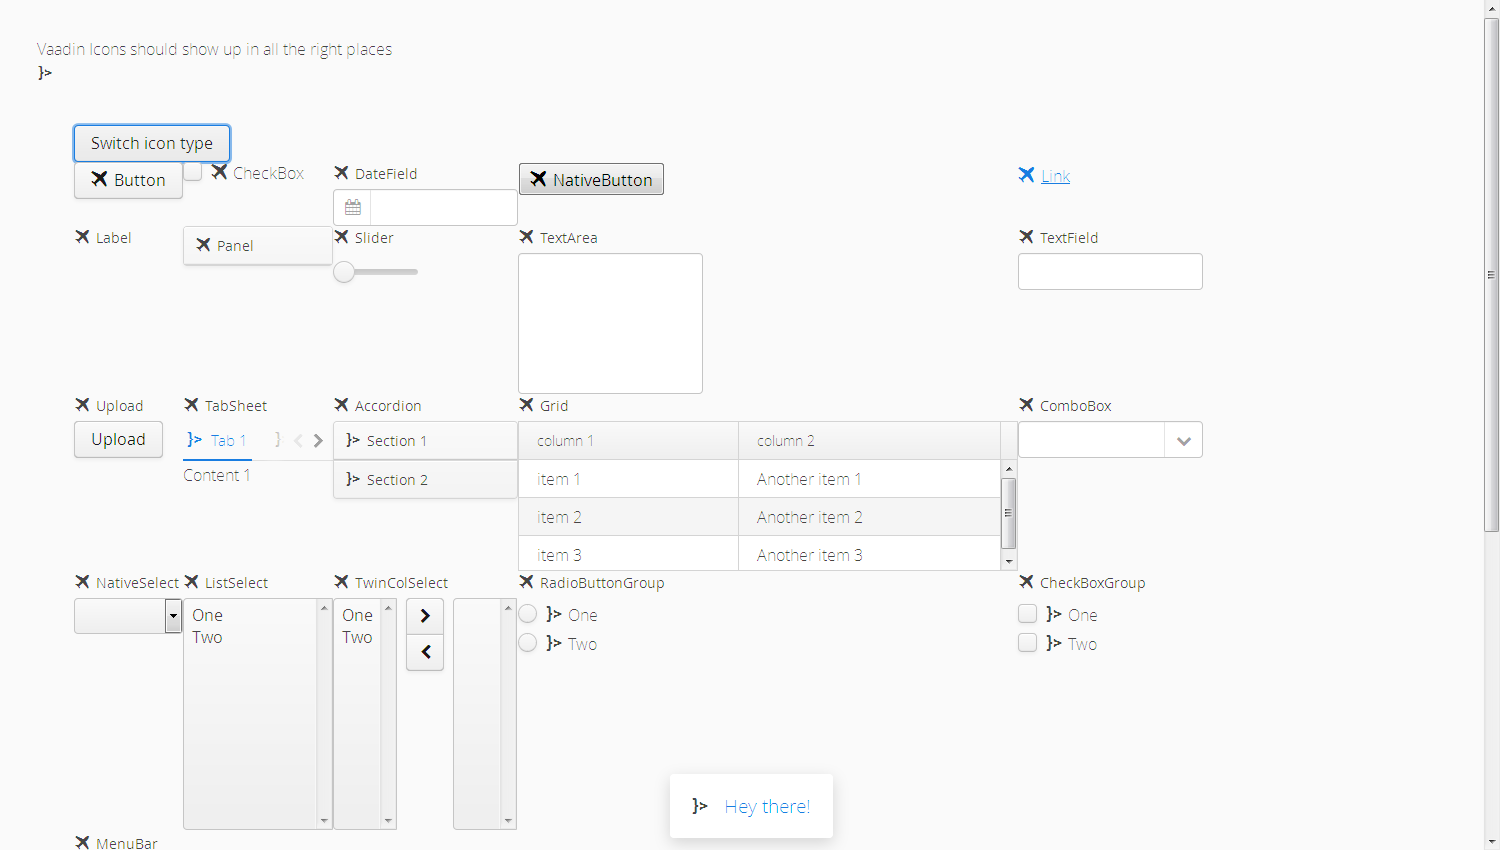 Vaadin Icons should show up in all the right places
}>
Switch icon type
Button
CheckBox
DateField
NativeButton
Link
Label
Panel
Slider
TextArea
TextField
Upload
TabSheet
Accordion
Grid
ComboBox
Upload
}> Tab 1
}
}> Section 1
column 1
column 2
Content 1
}> Section 2
item 1
Another item 1
item 2
Another item 2
item 3
Another item 3
NativeSelect
ListSelect
TwinColSelect
RadioButtonGroup
CheckBoxGroup
One
Two
One
Two
}> One
}> Two
}> One
}> Two
}> Hey there!
MenuBar